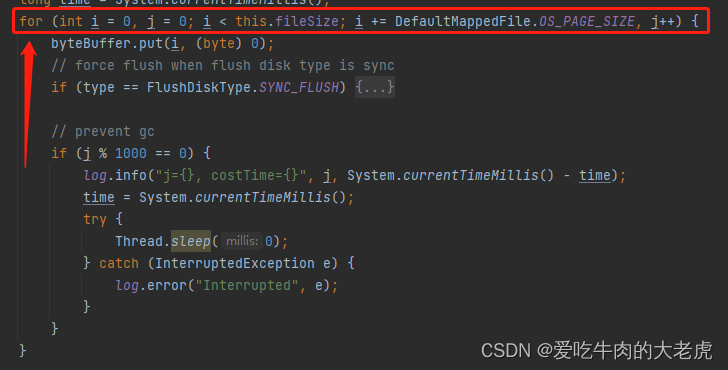 long time = System.currentTimeMillis();
for (int i = 0, j = 0; i < this.fileSize; i += DefaultMappedFile.OS_PAGE_SIZE, j++) {
byteBuffer.put(i, (byte) 0);
// force flush when flush disk type is sync
if (type == FlushDiskType.SYNC_FLUSH) {...}
// prevent gc
if (j % 1000 == 0) {
log.info("j={}, costTime={}", j, System.currentTimeMillis() - time);
time = System.currentTimeMillis();
try {
Thread.sleep( millis: 0);
} catch (InterruptedException e) {
log.error("Interrupted", e);
}
}
}
CSDN @爱吃牛肉的大老虎